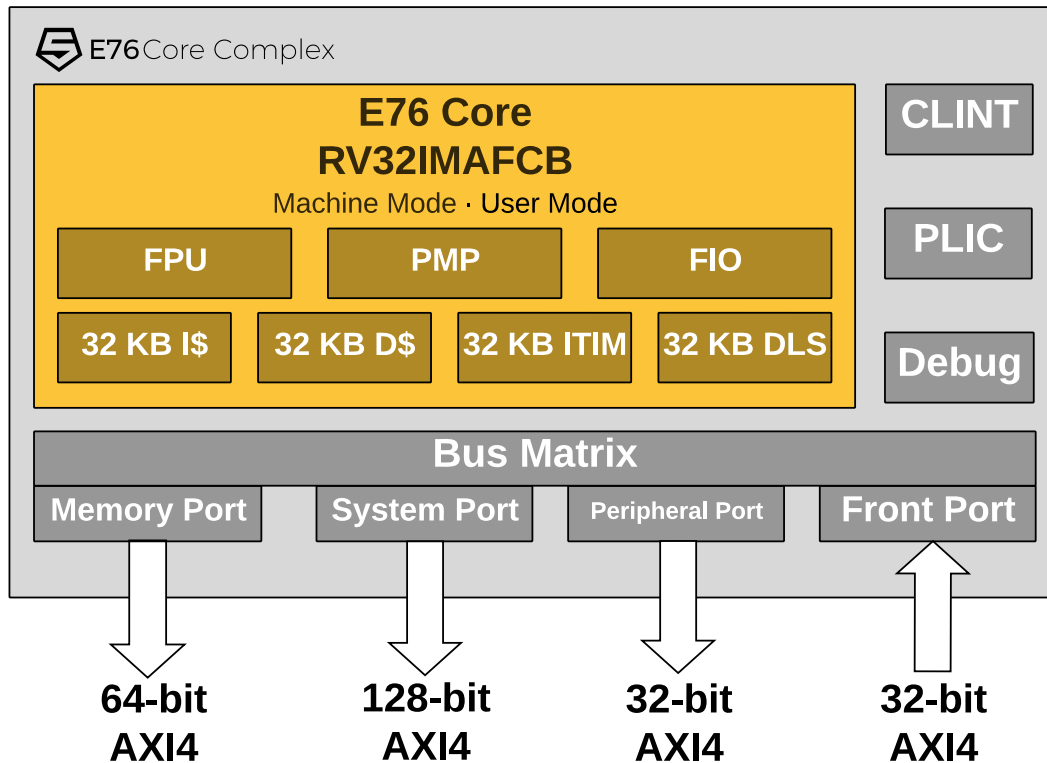 E76 Core Complex
E76 Core
RV32IMAFCB
Machine Mode · User Mode
FPU
PMP
FIO
32 KB I$
32 KB D$
32 KB ITIM
32 KB DLS
CLINT
PLIC
Debug
Bus Matrix
Memory Port
System Port
Peripheral Port
Front Port
64-bit
AXI4
128-bit
AXI4
32-bit
AXI4
32-bit
AXI4